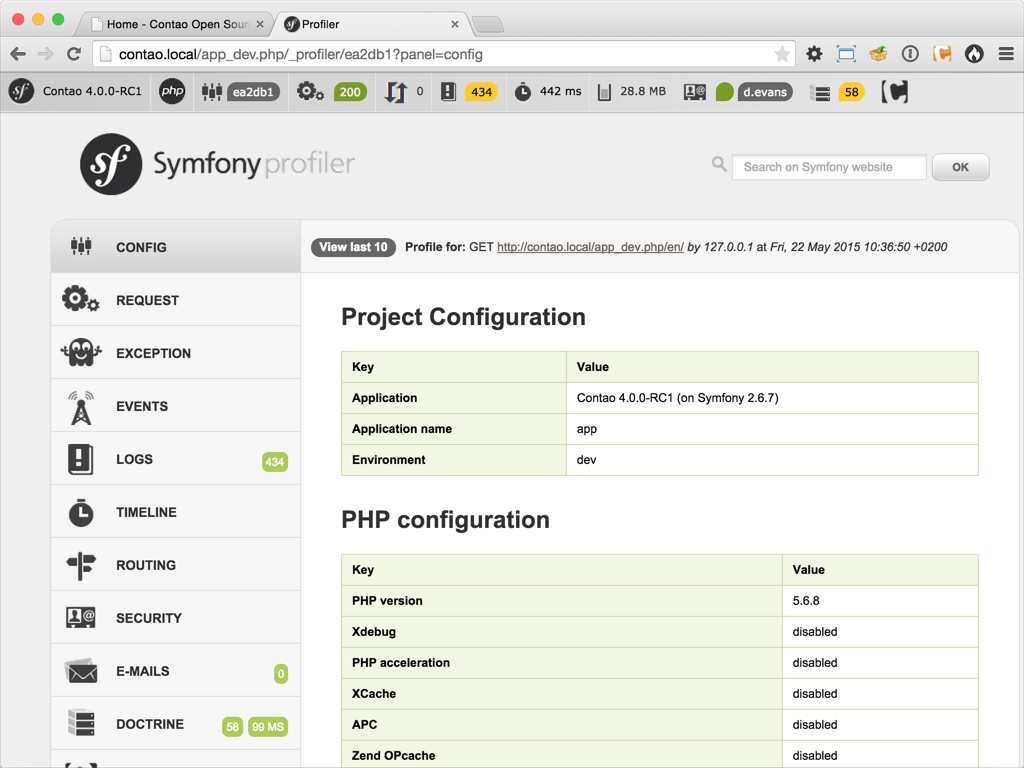 Home - Contao Open Sour
Profiler
contao.local/app_dev.php/_profiler/ea2db1?panel=config
sf Contao 4.0.0-RC1 php ea2db1 200 0 434 442 ms 28.8 MB d.evans 58
sf Symfony profiler
Search on Symfony website OK
CONFIG
REQUEST
EXCEPTION
EVENTS
LOGS 434
TIMELINE
ROUTING
SECURITY
E-MAILS 0
DOCTRINE 58 99 MS
View last 10 Profile for: GET http://contao.local/app_dev.php/en/ by 127.0.0.1 at Fri, 22 May 2015 10:36:50 +0200
Project Configuration
Key Value
Application Contao 4.0.0-RC1 (on Symfony 2.6.7)
Application name app
Environment dev
PHP configuration
Key Value
PHP version 5.6.8
Xdebug disabled
PHP acceleration disabled
XCache disabled
APC disabled
Zend OPcache disabled